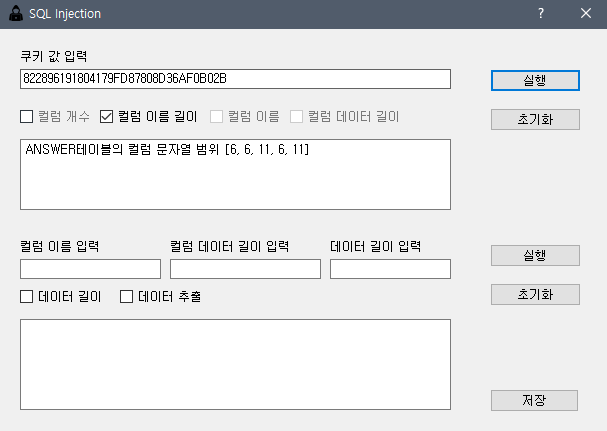 SQL Injection
쿠키 값 입력
822896191804179FD87808D36AF0B02B
실행
컬럼 개수 컬럼 이름 길이 컬럼 이름 컬럼 데이터 길이
초기화
ANSWER테이블의 컬럼 문자열 범위 [6, 6, 11, 6, 11]
컬럼 이름 입력 컬럼 데이터 길이 입력 데이터 길이 입력
실행
데이터 길이 데이터 추출
초기화
저장